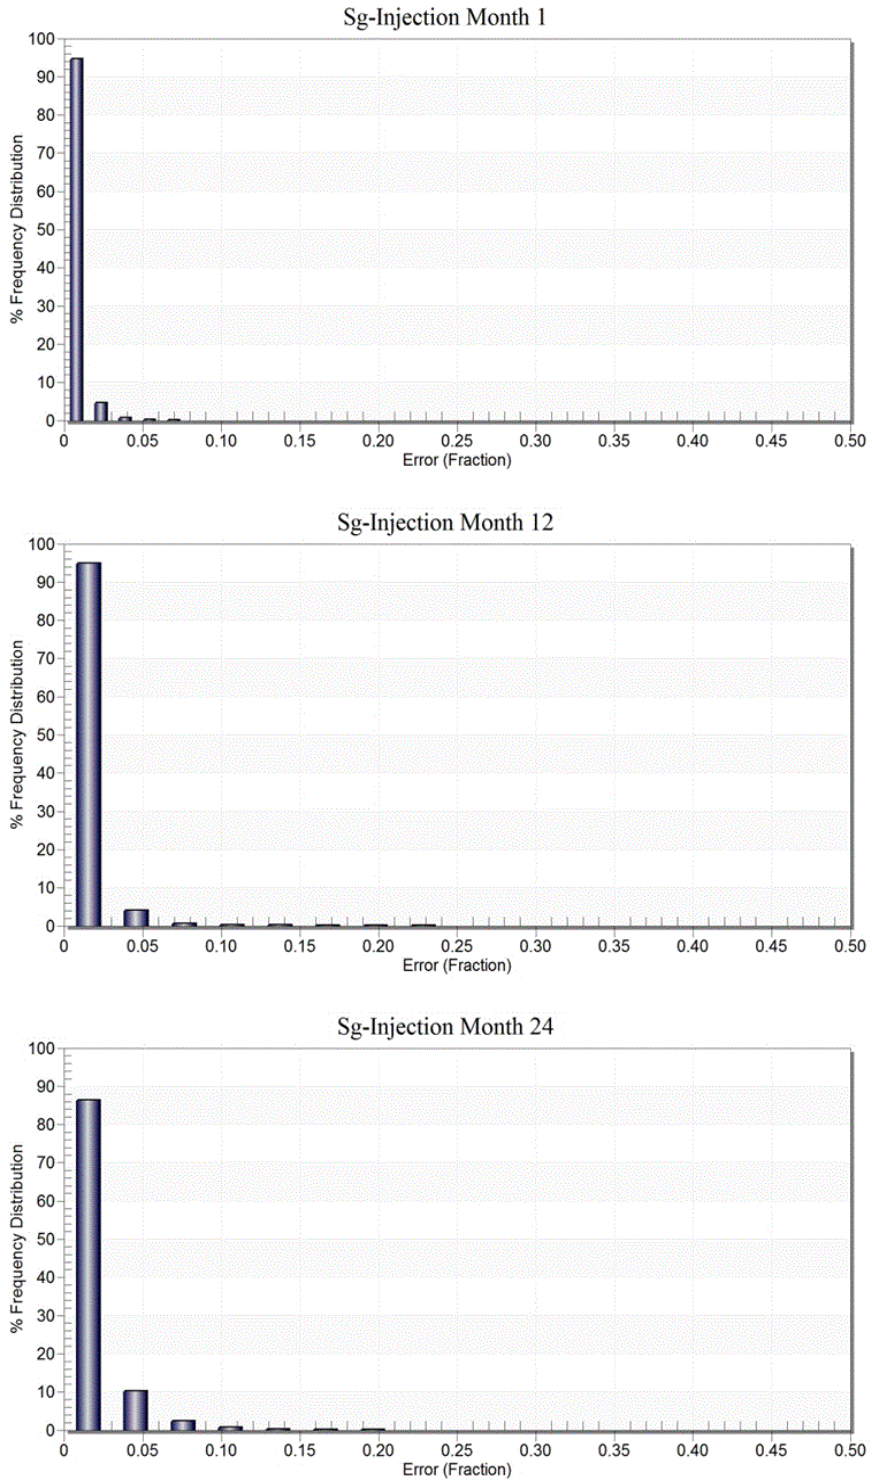 Sg-Injection Month 1
100
90
80
70
60
50
40
30
20
10
0
% Frequency Distribution
0 0.05 0.10 0.15 0.20 0.25 0.30 0.35 0.40 0.45 0.50
Error (Fraction)
Sg-Injection Month 12
100
90
80
70
60
50
40
30
20
10
0
% Frequency Distribution
0 0.05 0.10 0.15 0.20 0.25 0.30 0.35 0.40 0.45 0.50
Error (Fraction)
Sg-Injection Month 24
100
90
80
70
60
50
40
30
20
10
0
% Frequency Distribution
0 0.05 0.10 0.15 0.20 0.25 0.30 0.35 0.40 0.45 0.50
Error (Fraction)